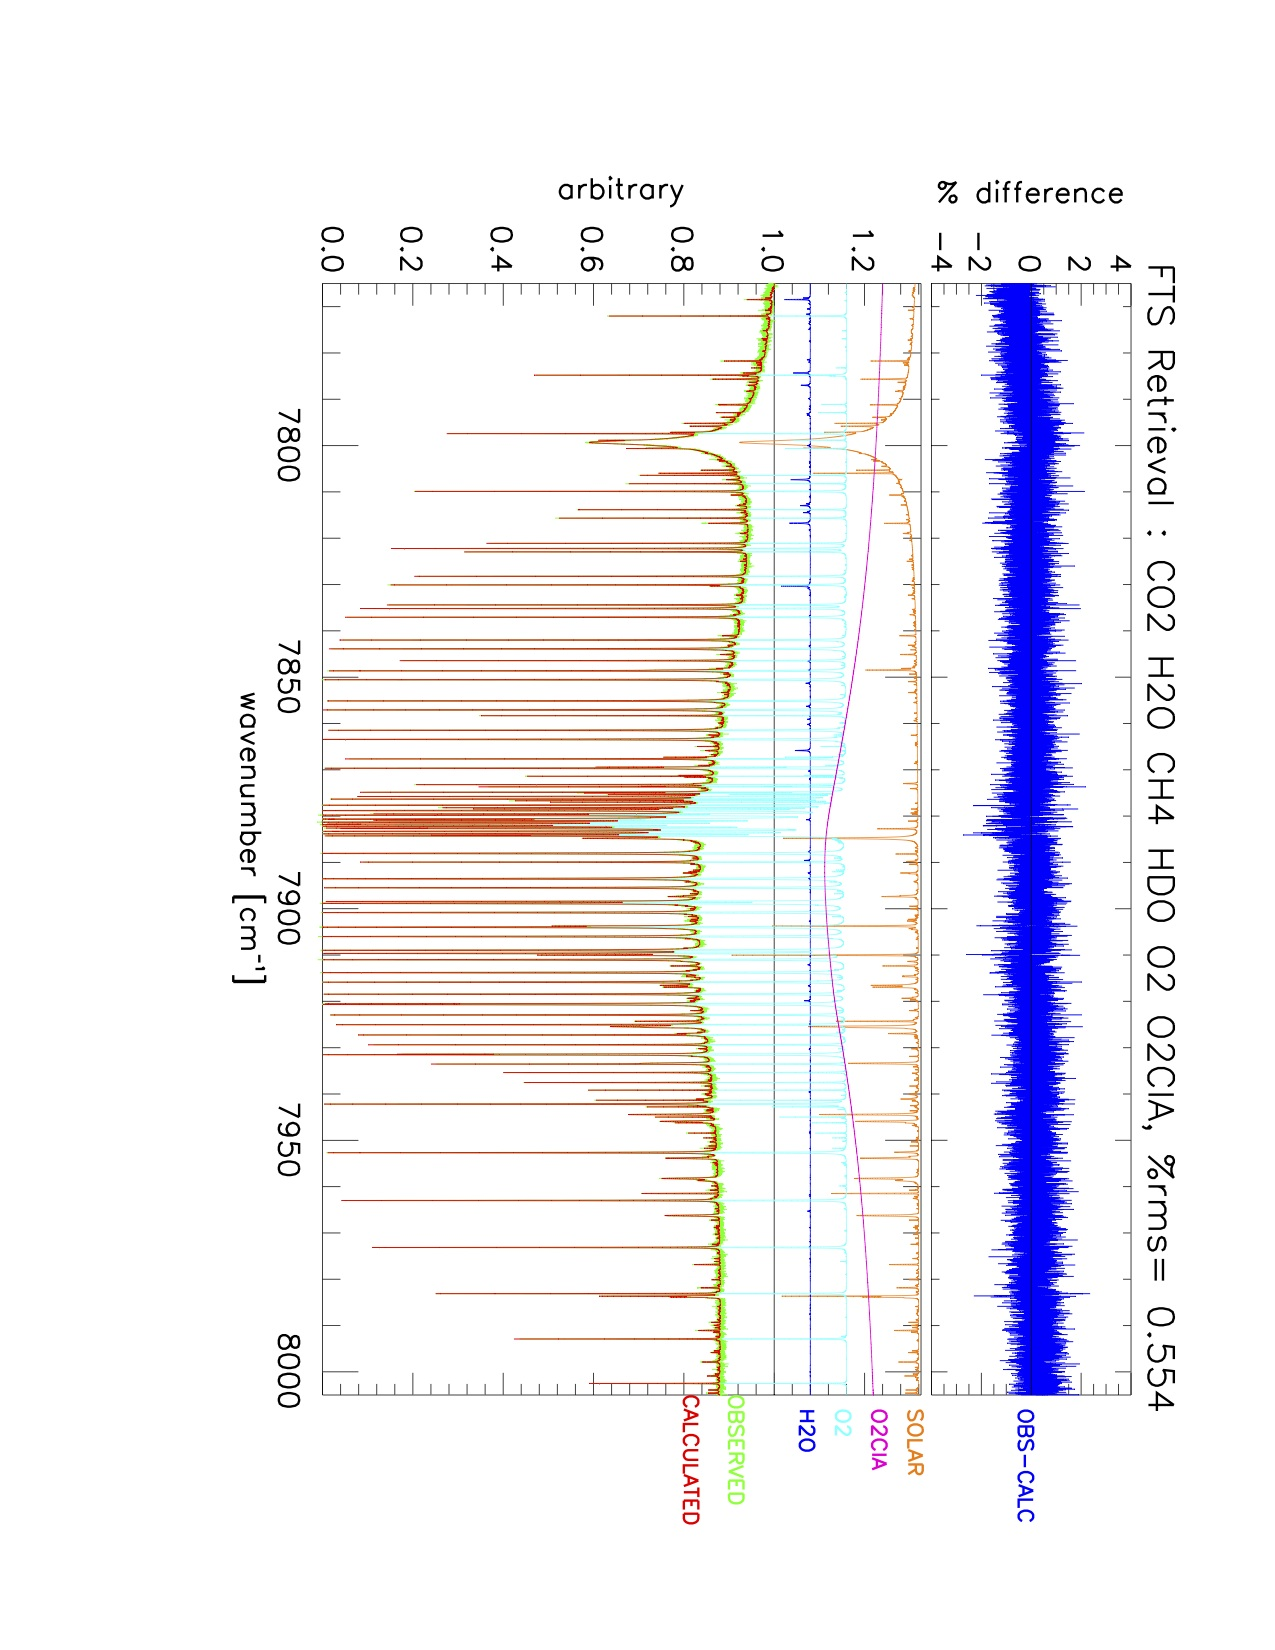 FTS Retrieval : CO2 H2O CH4 HDO O2 O2CIA, %rms= 0.554
% difference
4
2
0
-2
-4
OBS-CALC
arbitrary
1.2
1.0
0.8
0.6
0.4
0.2
0.0
SOLAR
O2CIA
O2
H2O
OBSERVED
CALCULATED
7800
7850
7900
7950
8000
wavenumber [cm⁻¹]